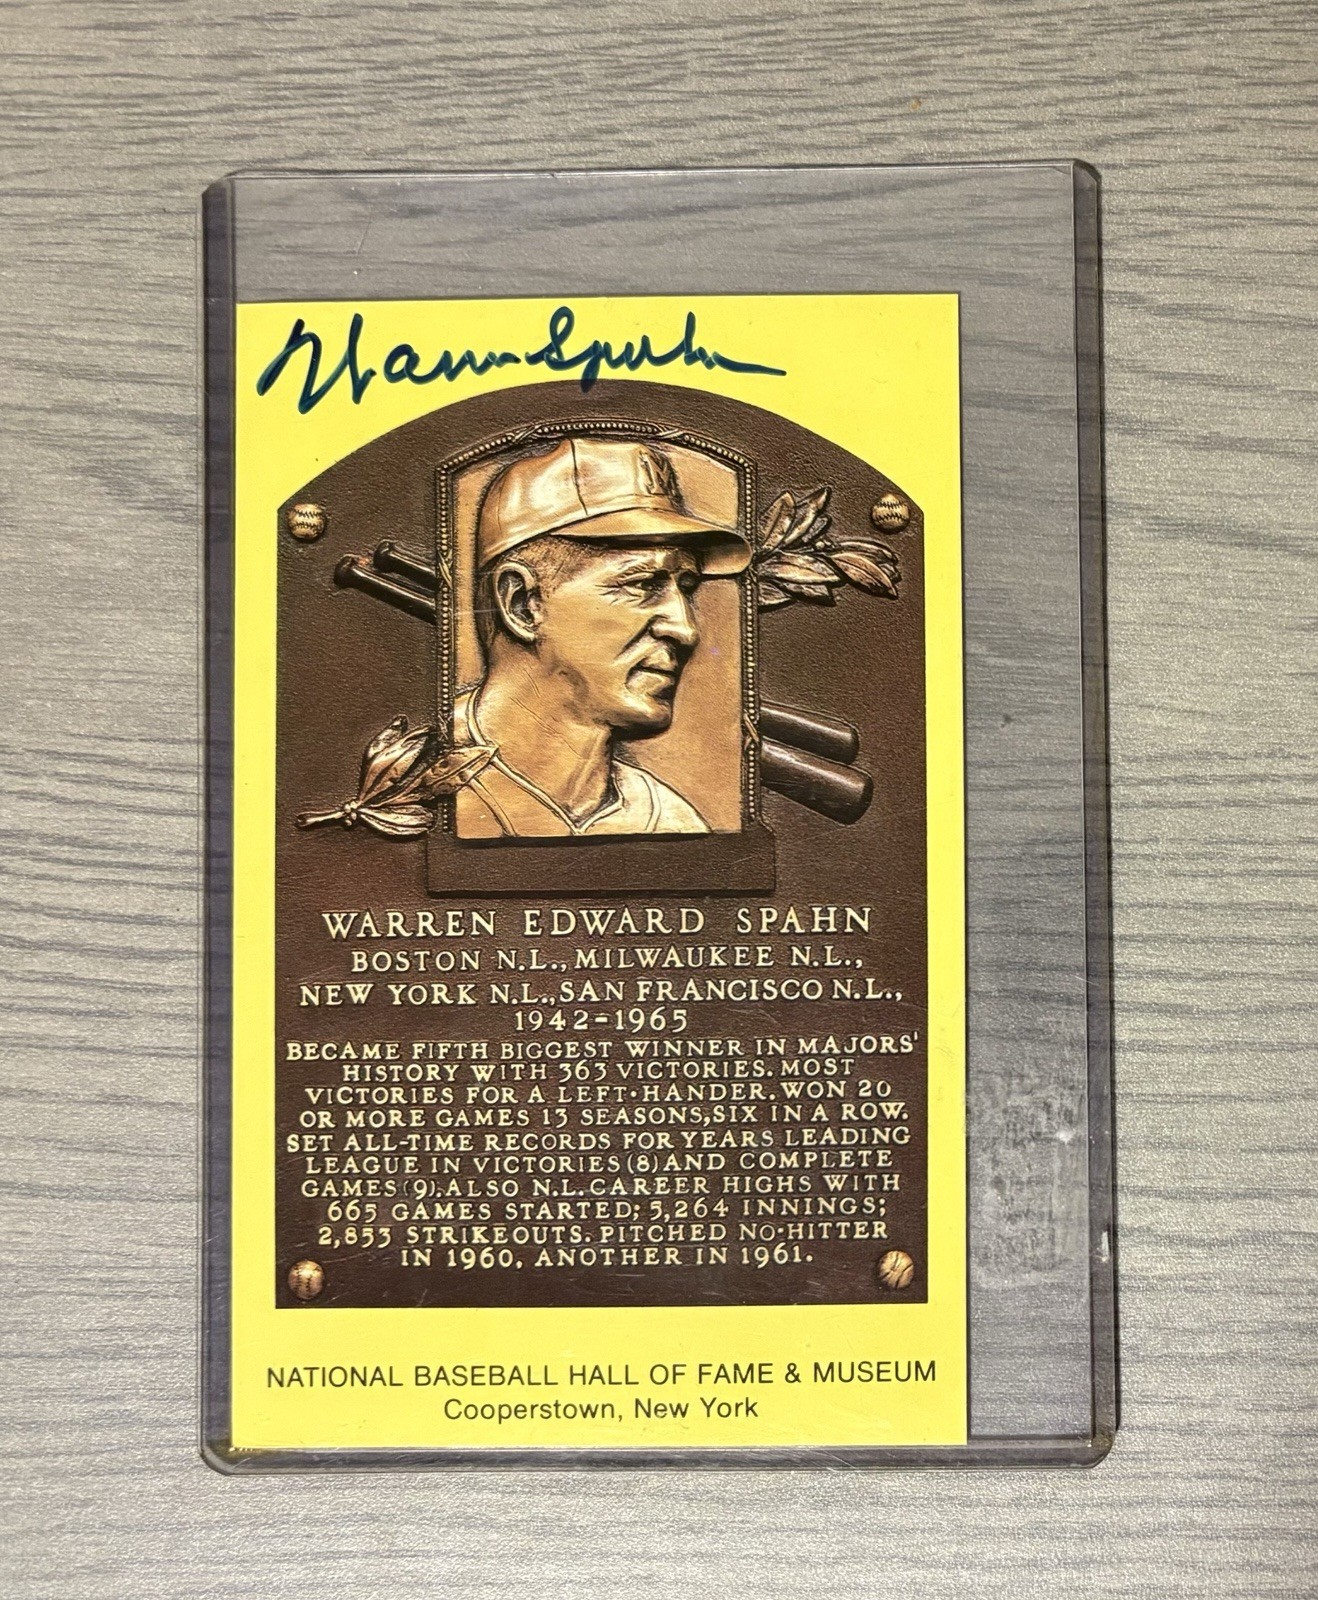 Warren Spahn
M
WARREN EDWARD SPAHN
BOSTON N.L., MILWAUKEE N.L.,
NEW YORK N.L., SAN FRANCISCO N.L.,
1942-1965
BECAME FIFTH BIGGEST WINNER IN MAJORS'
HISTORY WITH 363 VICTORIES. MOST
VICTORIES FOR A LEFT-HANDER. WON 20
OR MORE GAMES 13 SEASONS, SIX IN A ROW.
SET ALL-TIME RECORDS FOR YEARS LEADING
LEAGUE IN VICTORIES (8) AND COMPLETE
GAMES (9). ALSO N.L. CAREER HIGHS WITH
665 GAMES STARTED; 5,264 INNINGS;
2,853 STRIKEOUTS. PITCHED NO-HITTER
IN 1960, ANOTHER IN 1961.
NATIONAL BASEBALL HALL OF FAME & MUSEUM
Cooperstown, New York